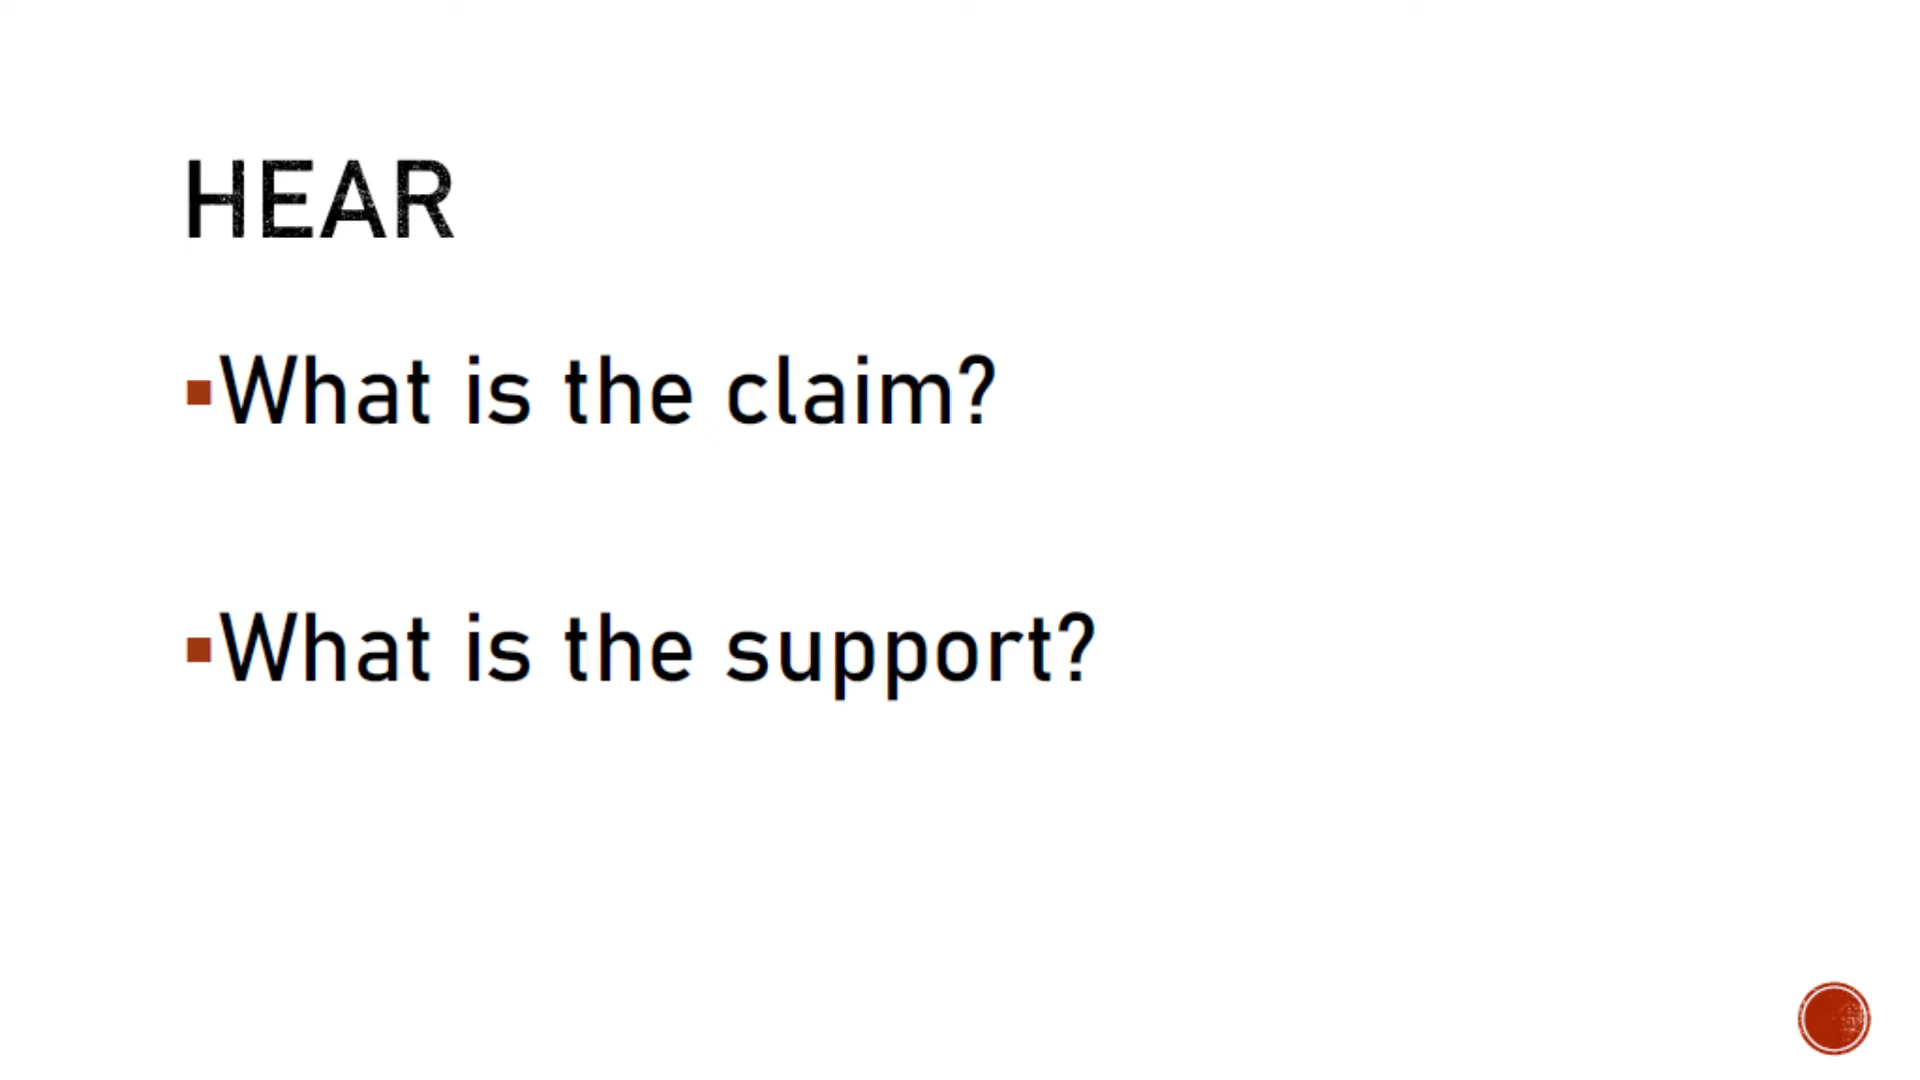 HEAR
▪What is the claim?
▪What is the support?